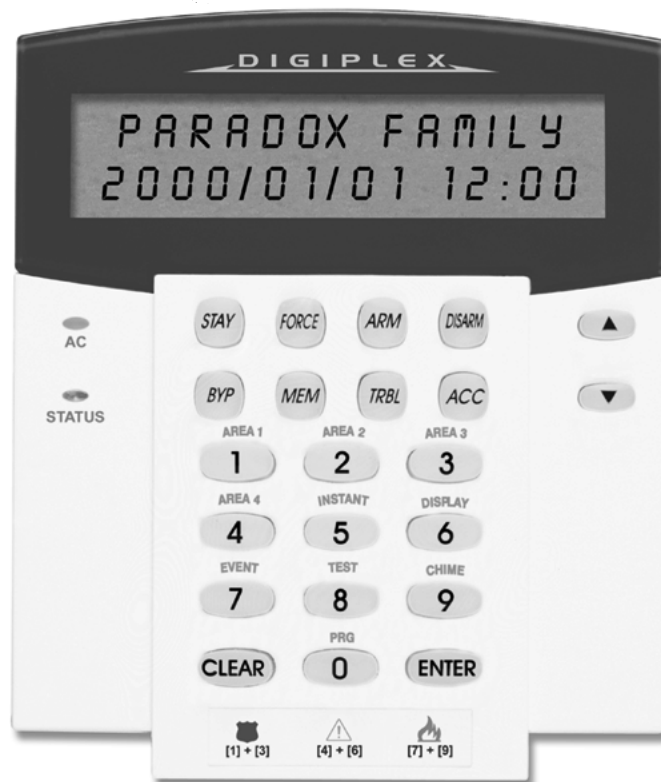 DIGIPLEX
PARADOX FAMILY
2000/01/01 12:00
STAY FORCE ARM DISARM
AC
BYP MEM TRBL ACC
STATUS
AREA 1 AREA 2 AREA 3
1 2 3
AREA 4 INSTANT DISPLAY
4 5 6
EVENT TEST CHIME
7 8 9
PRG
CLEAR 0 ENTER
[1] + [3] [4] + [6] [7] + [9]